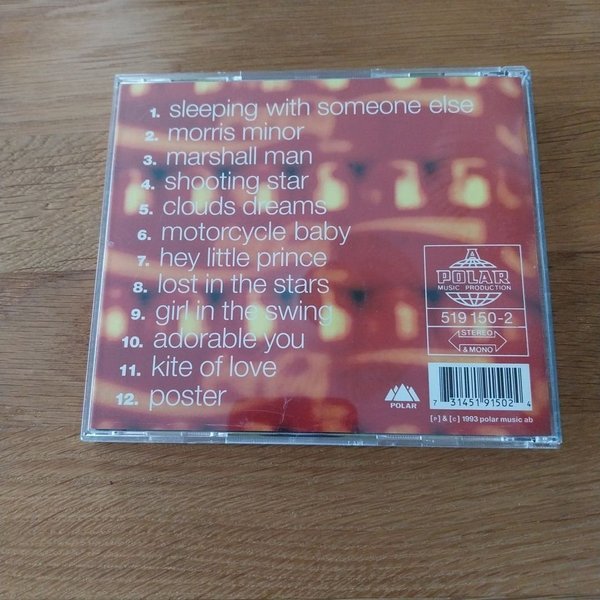 1. sleeping with someone else
2. morris minor
3. marshall man
4. shooting star
5. clouds dreams
6. motorcycle baby
7. hey little prince
8. lost in the stars
9. girl in the swing
10. adorable you
11. kite of love
12. poster
A
POLAR
MUSIC PRODUCTION
519 150-2
STEREO
& MONO
POLAR
7 31451 91502 4
[p] & [c] 1993 polar music ab